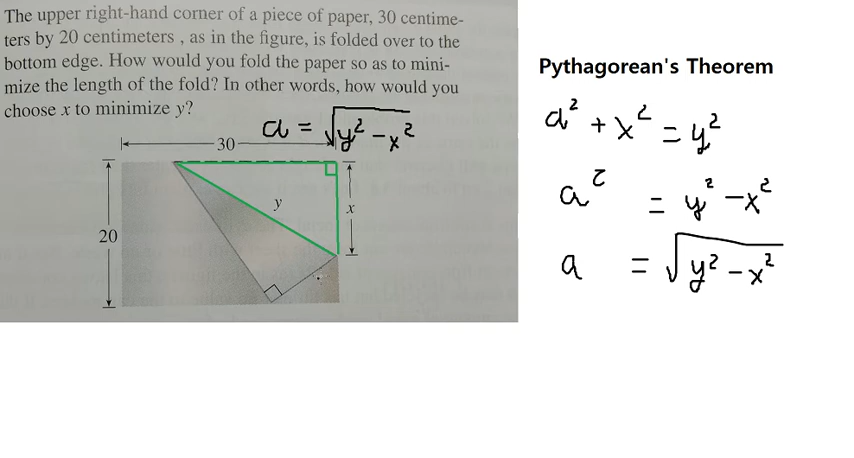 The upper right-hand corner of a piece of paper, 30 centime-
ters by 20 centimeters , as in the figure, is folded over to the
bottom edge. How would you fold the paper so as to mini-
mize the length of the fold? In other words, how would you
choose x to minimize y?
a = √y² - x²
30
y
x
20
Pythagorean's Theorem
a² + x² = y²
a² = y² - x²
a = √y² - x²